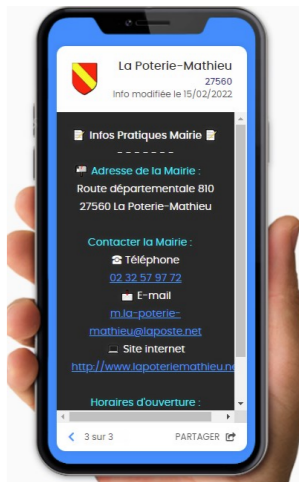 La Poterie-Mathieu
27560
Info modifiée le 15/02/2022
Infos Pratiques Mairie
- - - - - - -
Adresse de la Mairie :
Route départementale 810
27560 La Poterie-Mathieu
Contacter la Mairie :
Téléphone
02 32 57 97 72
E-mail
m.la-poterie-
mathieu@laposte.net
Site internet
http://www.lapoteriemathieu.ne
Horaires d'ouverture :
3 sur 3
PARTAGER